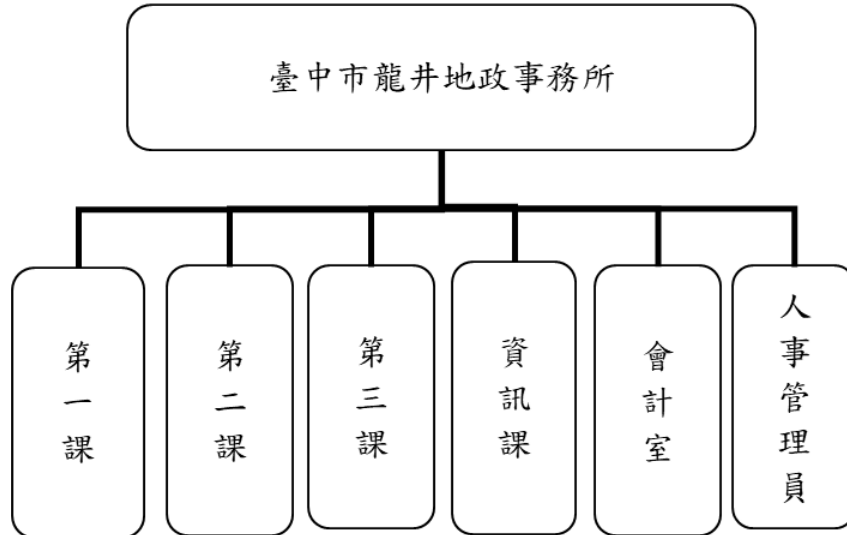 臺中市龍井地政事務所
第一課
第二課
第三課
資訊課
會計室
人事管理員